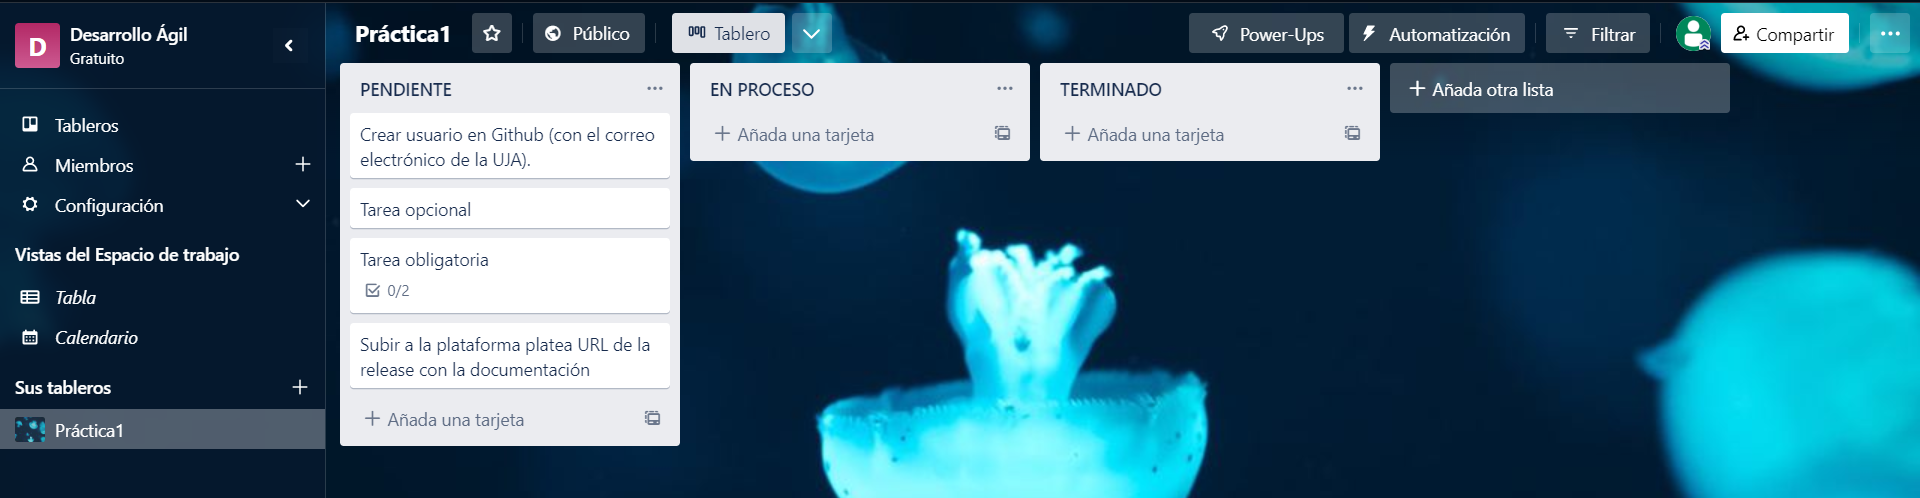 D
Desarrollo Ágil
Gratuito
Tableros
Miembros
Configuración
Vistas del Espacio de trabajo
Tabla
Calendario
Sus tableros
Práctica1
Práctica1
Público
Tablero
Power-Ups
Automatización
Filtrar
Compartir
PENDIENTE
Crear usuario en Github (con el correo
electrónico de la UJA).
Tarea opcional
Tarea obligatoria
0/2
Subir a la plataforma platea URL de la
release con la documentación
Añada una tarjeta
EN PROCESO
Añada una tarjeta
TERMINADO
Añada una tarjeta
Añada otra lista